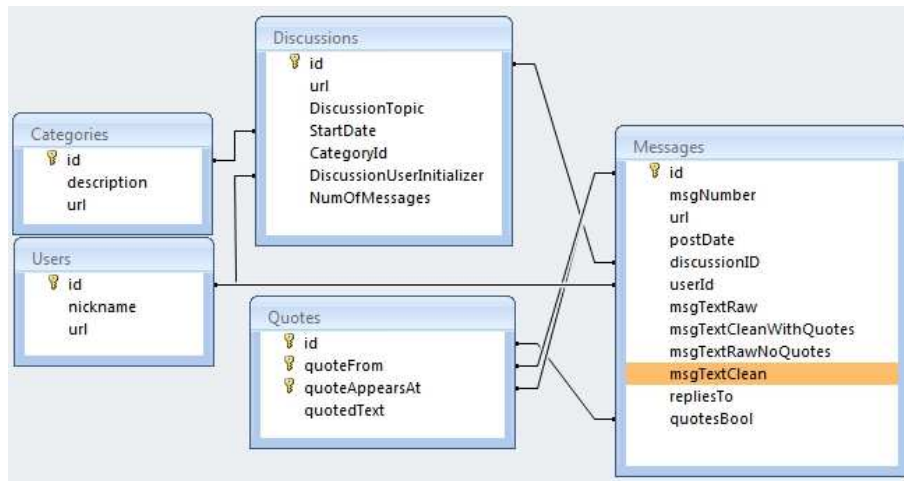 Categories
id
description
url
Users
id
nickname
url
Discussions
id
url
DiscussionTopic
StartDate
CategoryId
DiscussionUserInitializer
NumOfMessages
Quotes
id
quoteFrom
quoteAppearsAt
quotedText
Messages
id
msgNumber
url
postDate
discussionID
userId
msgTextRaw
msgTextCleanWithQuotes
msgTextRawNoQuotes
msgTextClean
repliesTo
quotesBool